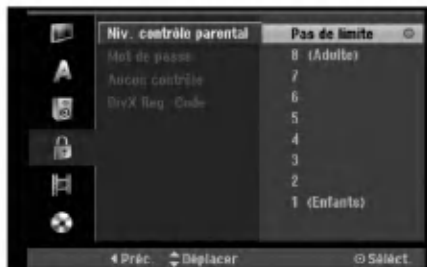 Niv. contrôle parental
Mot de passe
Aucun contrôle
DivX Reg. Code
Pas de limite
8 (Adulte)
7
6
5
4
3
2
1 (Enfants)
A
Préc. Déplacer
Séléct.